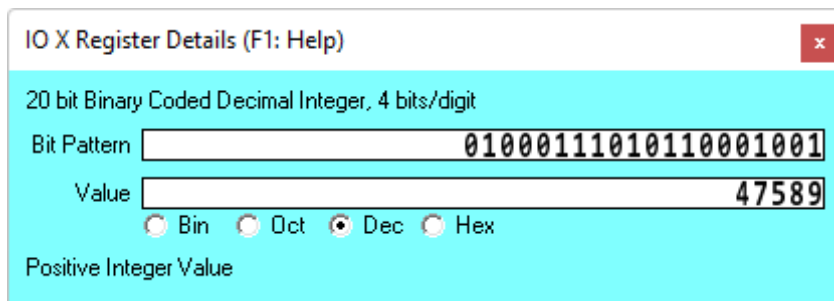 IO X Register Details (F1: Help) x
20 bit Binary Coded Decimal Integer, 4 bits/digit
Bit Pattern 01000111010110001001
Value 47589
Bin Oct Dec Hex
Positive Integer Value